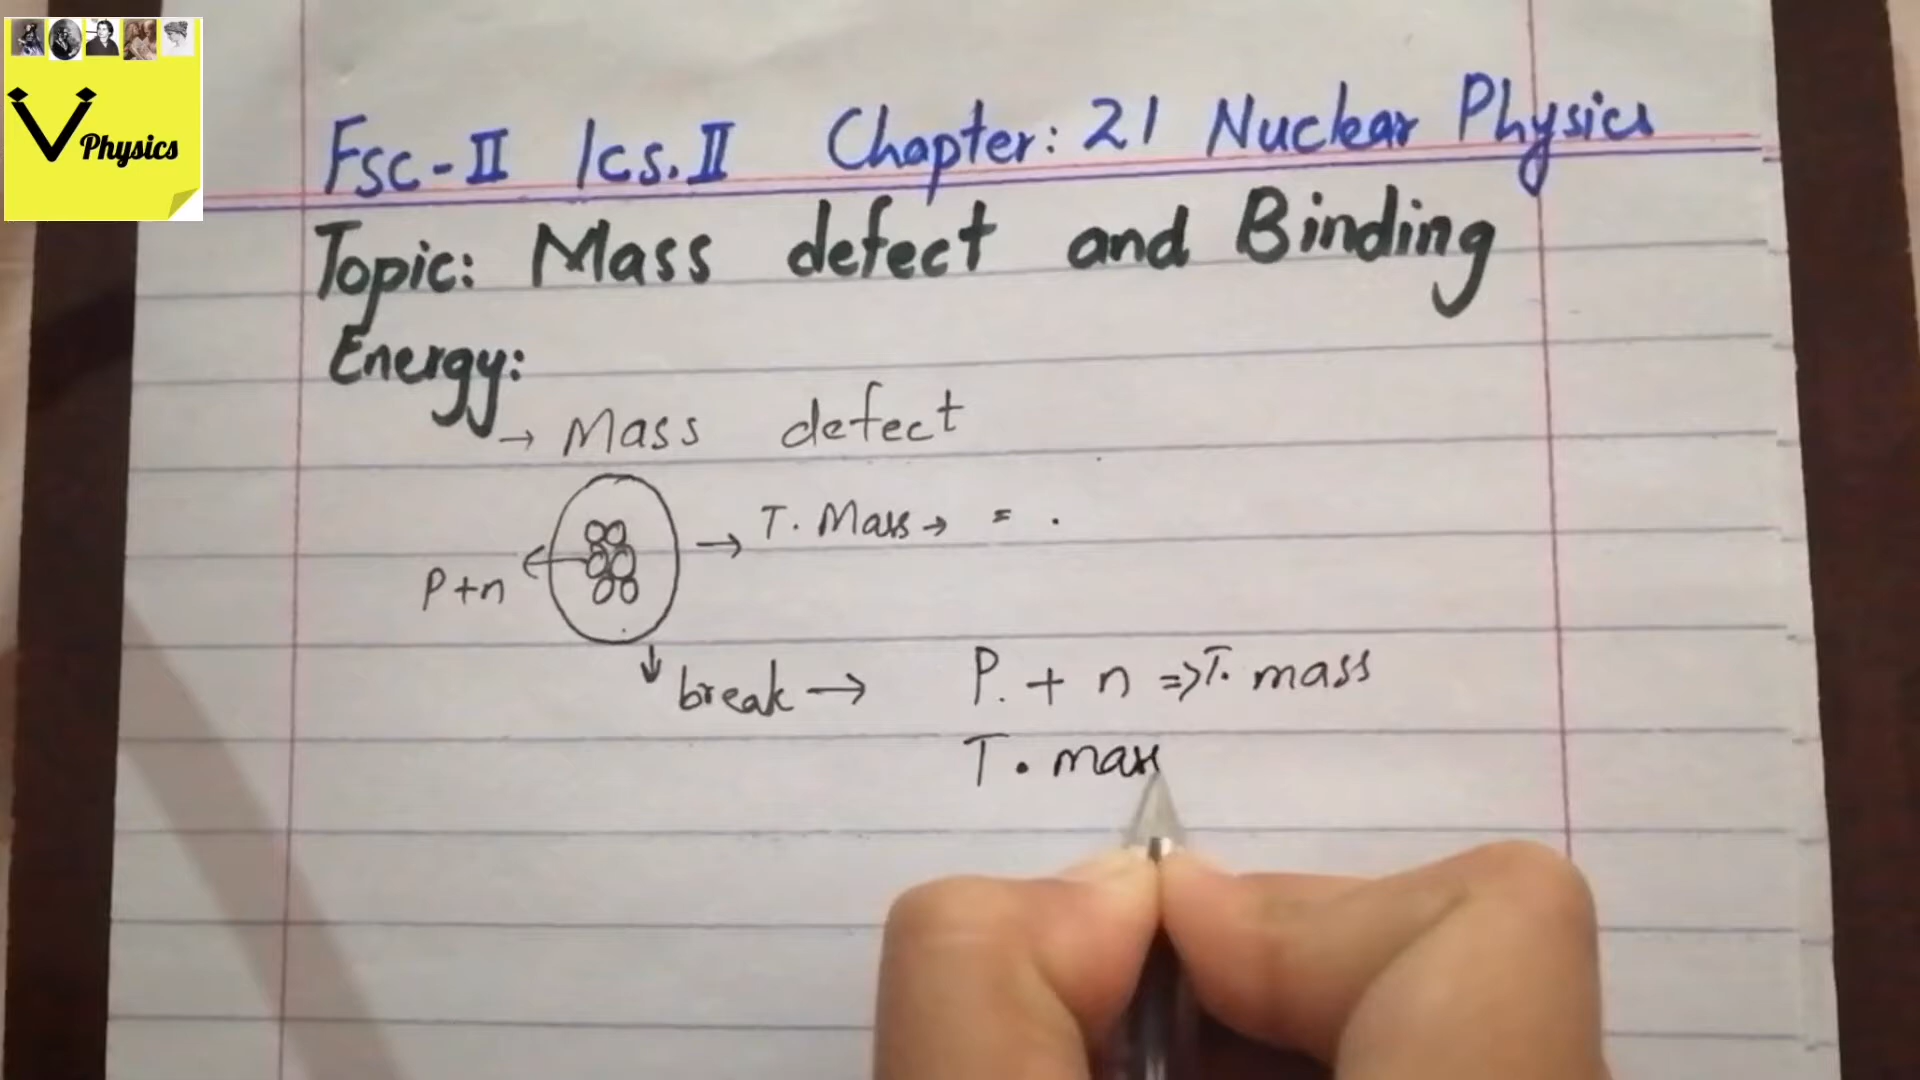 V Physics
Fsc-II Ics.II Chapter: 21 Nuclear Physics
Topic: Mass defect and Binding
Energy:
→ Mass defect
→ T. Mass → = .
P+n
break → P. + n ⇒ T. mass
T. mass